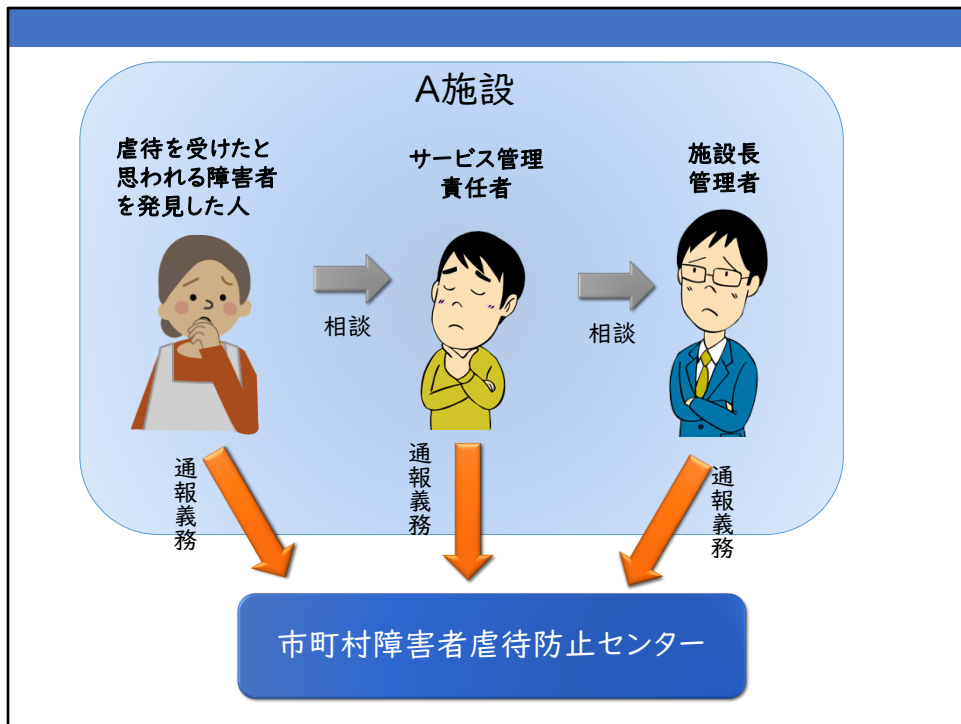 A施設
虐待を受けたと
思われる障害者
を発見した人
サービス管理
責任者
施設長
管理者
相談
相談
通報義務
通報義務
通報義務
市町村障害者虐待防止センター